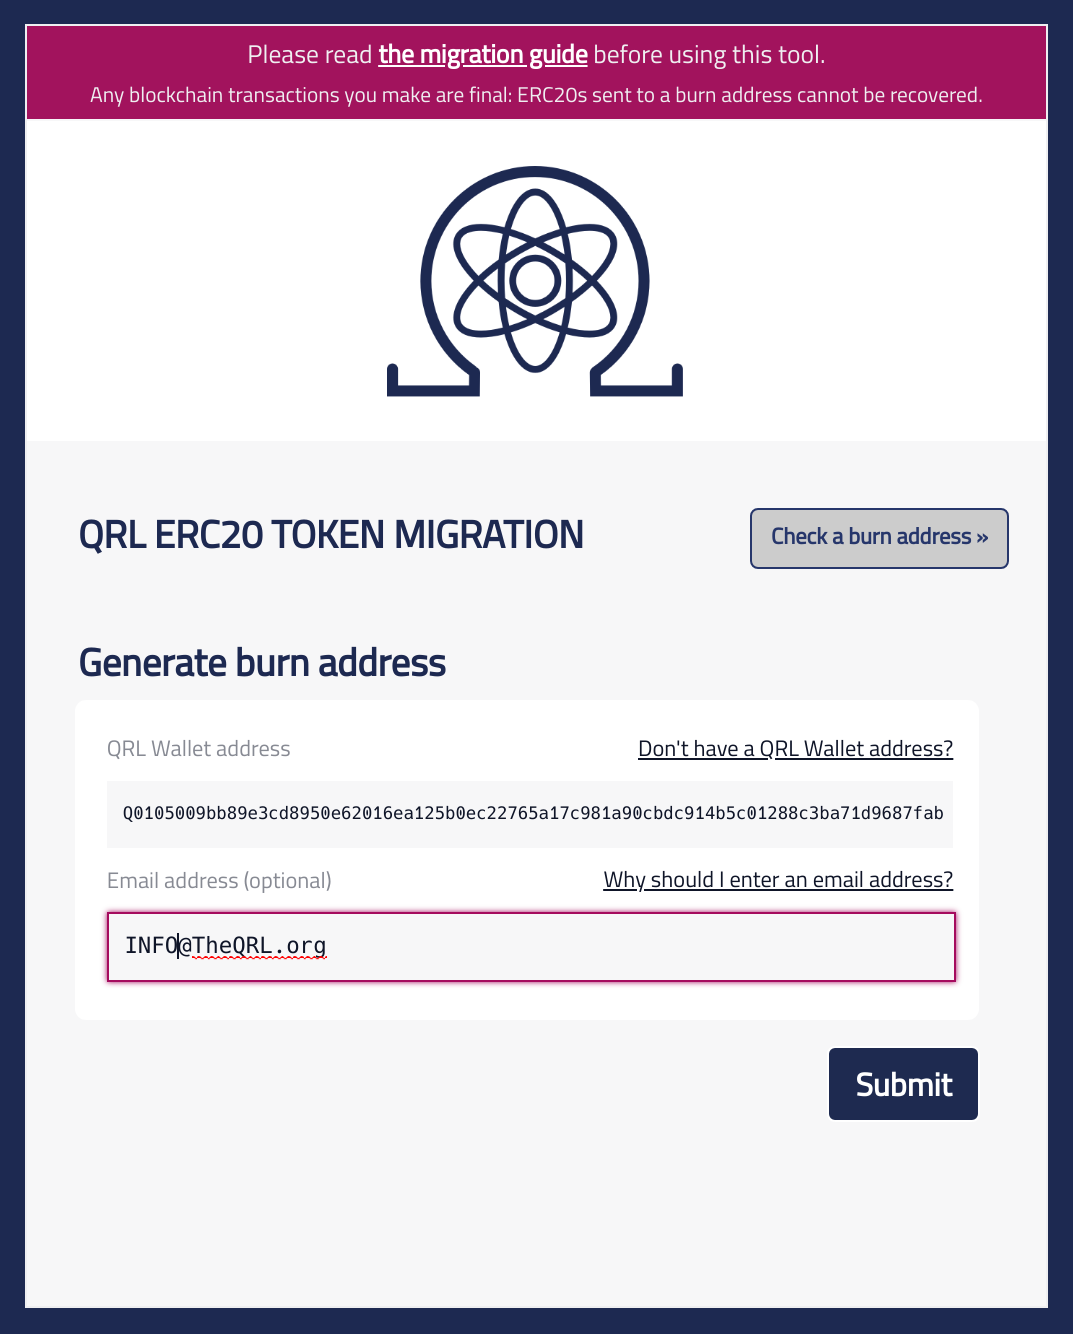 Please read the migration guide before using this tool.
Any blockchain transactions you make are final: ERC20s sent to a burn address cannot be recovered.
QRL ERC20 TOKEN MIGRATION
Check a burn address »
Generate burn address
QRL Wallet address
Don't have a QRL Wallet address?
Q0105009bb89e3cd8950e62016ea125b0ec22765a17c981a90cbdc914b5c01288c3ba71d9687fab
Email address (optional)
Why should I enter an email address?
INFO@TheQRL.org
Submit